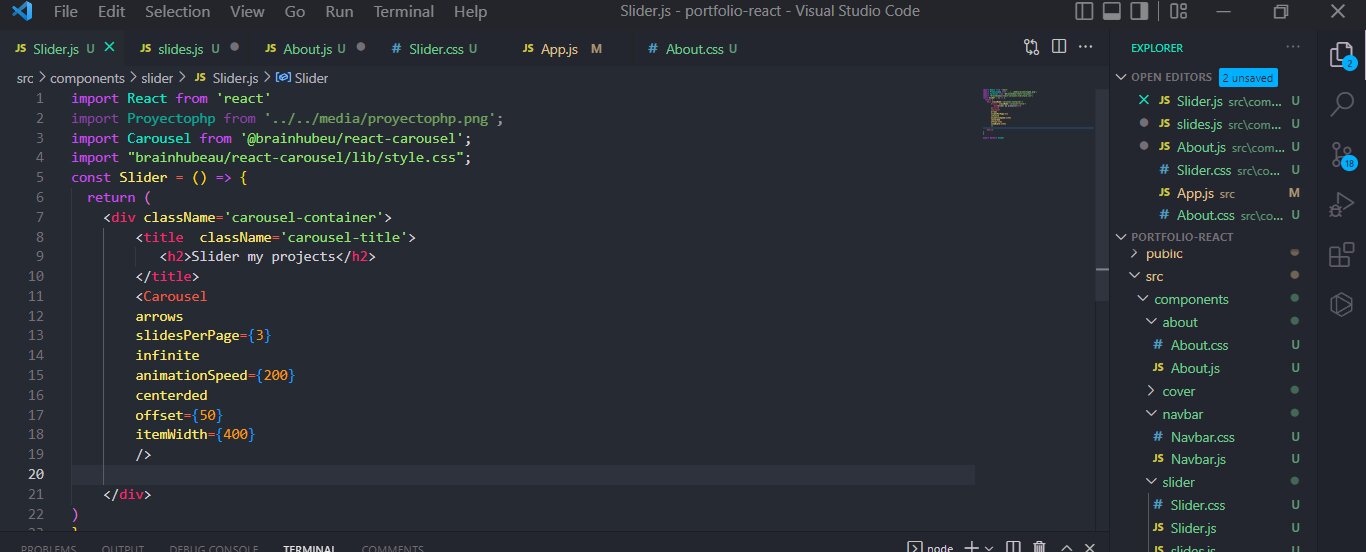 File Edit Selection View Go Run Terminal Help Slider.js - portfolio-react - Visual Studio Code
JS Slider.js U JS slides.js U JS About.js U # Slider.css U JS App.js M # About.css U
src > components > slider > JS Slider.js > Slider
1 import React from 'react'
2 import Proyectophp from '../../media/proyectophp.png';
3 import Carousel from '@brainhubeu/react-carousel';
4 import "brainhubeau/react-carousel/lib/style.css";
5 const Slider = () => {
6 return (
7 <div className='carousel-container'>
8 <title  className='carousel-title'>
9 <h2>Slider my projects</h2>
10 </title>
11 <Carousel
12 arrows
13 slidesPerPage={3}
14 infinite
15 animationSpeed={200}
16 centerded
17 offset={50}
18 itemWidth={400}
19 />
20
21 </div>
22 )
23 }
PROBLEMS OUTPUT DEBUG CONSOLE TERMINAL COMMENTS node
EXPLORER
OPEN EDITORS 2 unsaved
JS Slider.js src\com... U
JS slides.js src\com... U
JS About.js src\com... U
# Slider.css src\co... U
JS App.js src M
# About.css src\co... U
PORTFOLIO-REACT
public
src
components
about
# About.css U
JS About.js U
cover
navbar
# Navbar.css U
JS Navbar.js U
slider
# Slider.css U
JS Slider.js U
JS slides.js U
2
18